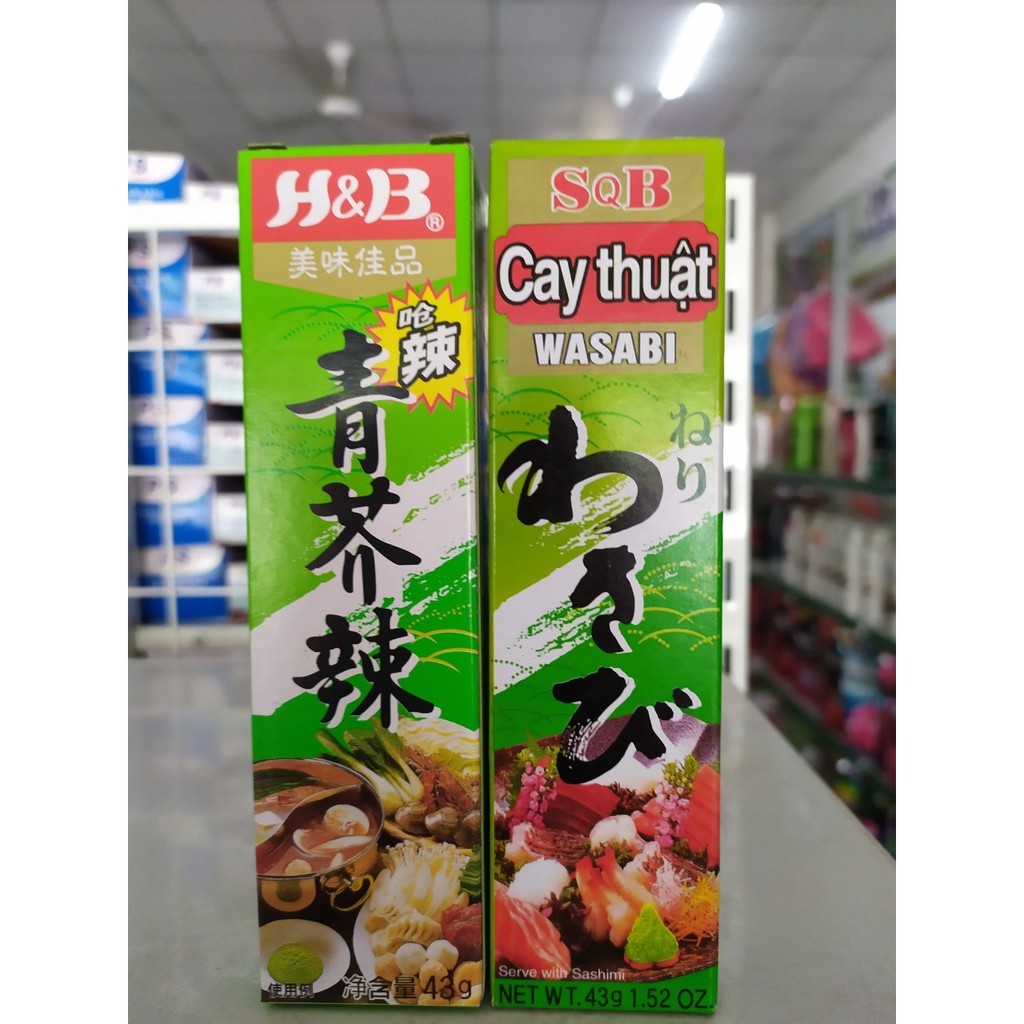 H&B®
美味佳品
呛辣
青芥辣
使用例
净含量43g
SQB
Cay thuật
WASABI
ねり
わさび
Serve with Sashimi
NET WT. 43g 1.52 OZ.